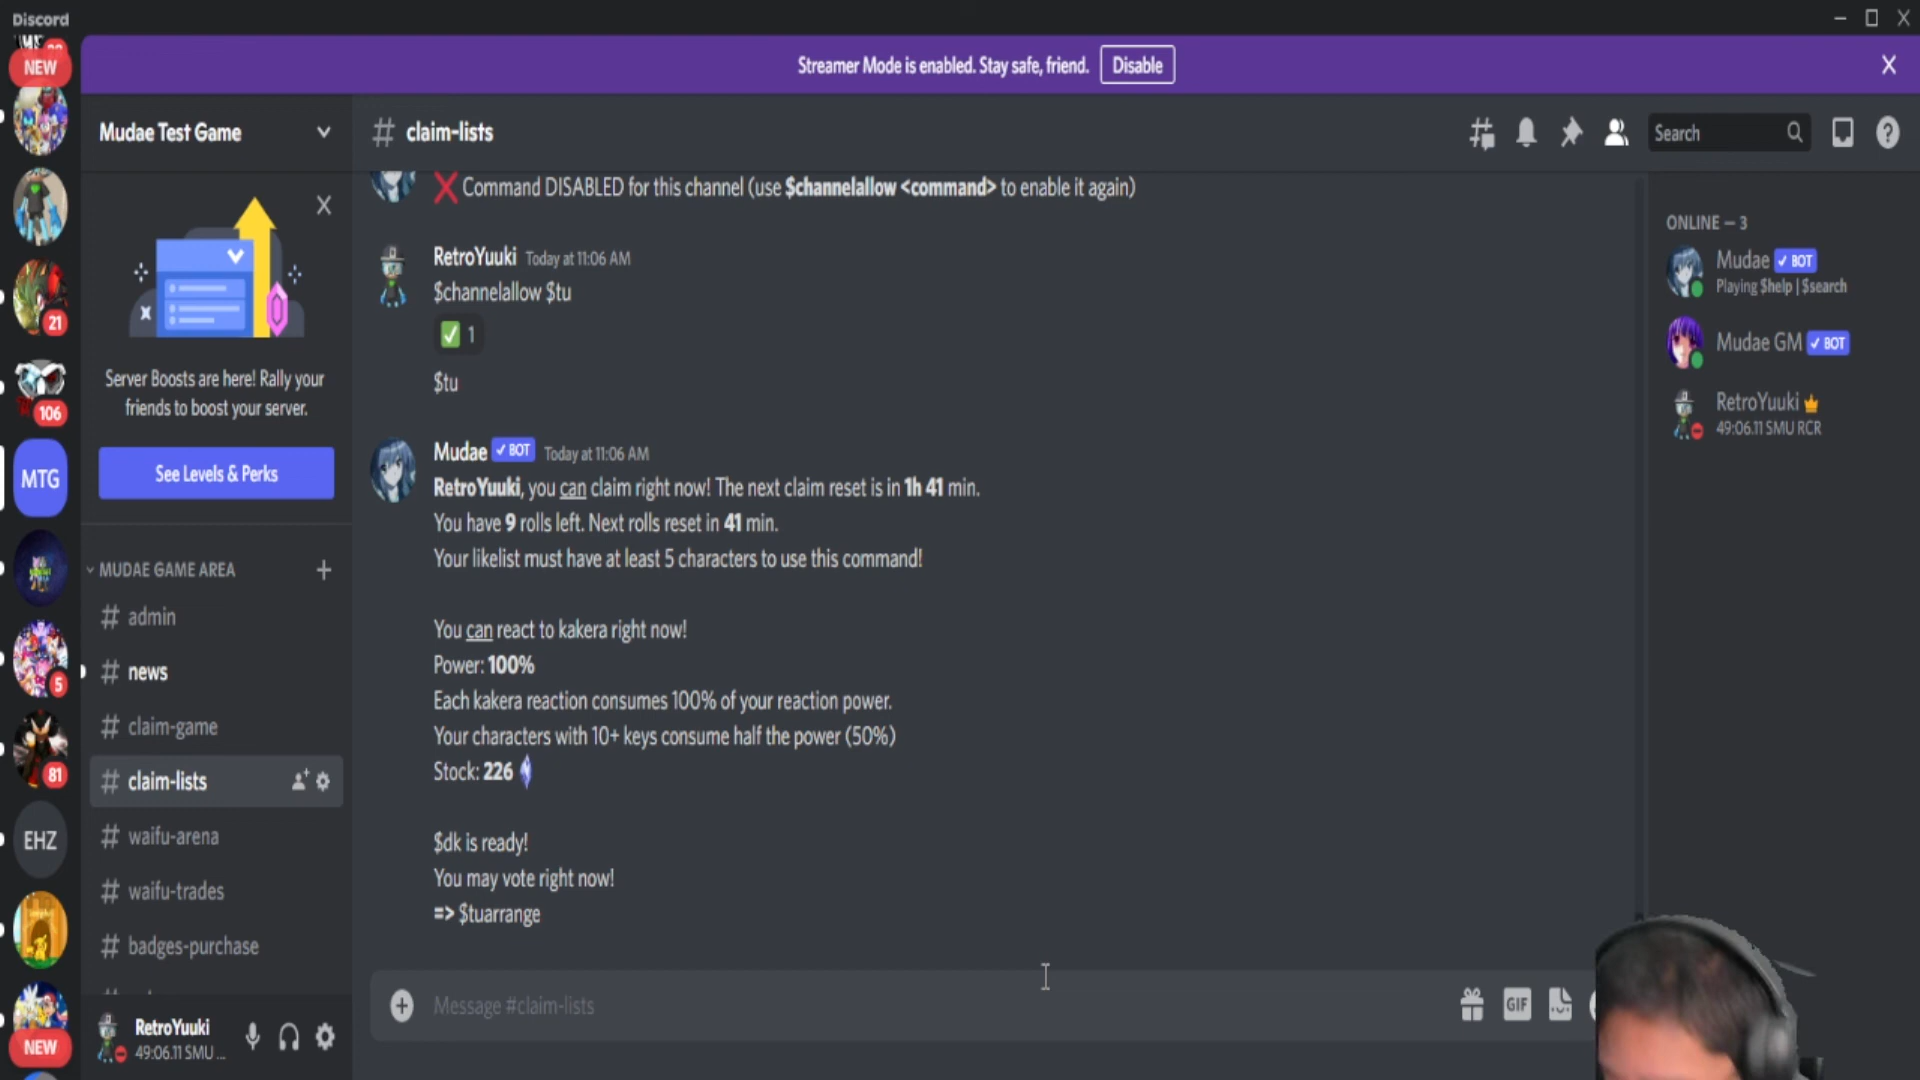 Discord
NEW
Streamer Mode is enabled. Stay safe, friend.
Disable
X
Mudae Test Game
# claim-lists
Search
❌ Command DISABLED for this channel (use $channelallow <command> to enable it again)
RetroYuuki Today at 11:06 AM
$channelallow $tu
✅ 1
$tu
Mudae ✓ BOT Today at 11:06 AM
RetroYuuki, you can claim right now! The next claim reset is in 1h 41 min.
You have 9 rolls left. Next rolls reset in 41 min.
Your likelist must have at least 5 characters to use this command!
You can react to kakera right now!
Power: 100%
Each kakera reaction consumes 100% of your reaction power.
Your characters with 10+ keys consume half the power (50%)
Stock: 226
$dk is ready!
You may vote right now!
=> $tuarrange
Message #claim-lists
GIF
ONLINE — 3
Mudae ✓ BOT
Playing $help | $search
Mudae GM ✓ BOT
RetroYuuki
49:06.11 SMU RCR
Server Boosts are here! Rally your
friends to boost your server.
See Levels & Perks
MUDAE GAME AREA
# admin
# news
# claim-game
# claim-lists
# waifu-arena
# waifu-trades
# badges-purchase
RetroYuuki
49:06.11 SMU ...
21
106
MTG
5
81
EHZ
NEW